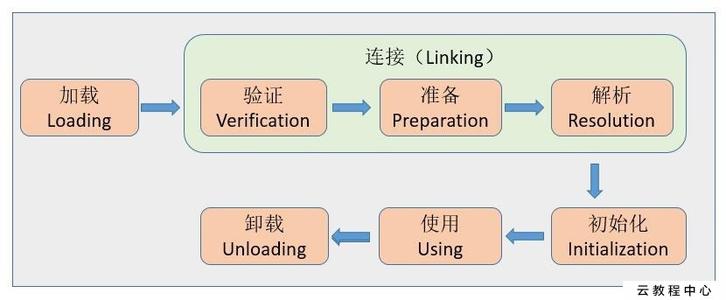 连接（Linking）
加载
Loading
验证
Verification
准备
Preparation
解析
Resolution
卸载
Unloading
使用
Using
初始化
Initialization
云教程中心